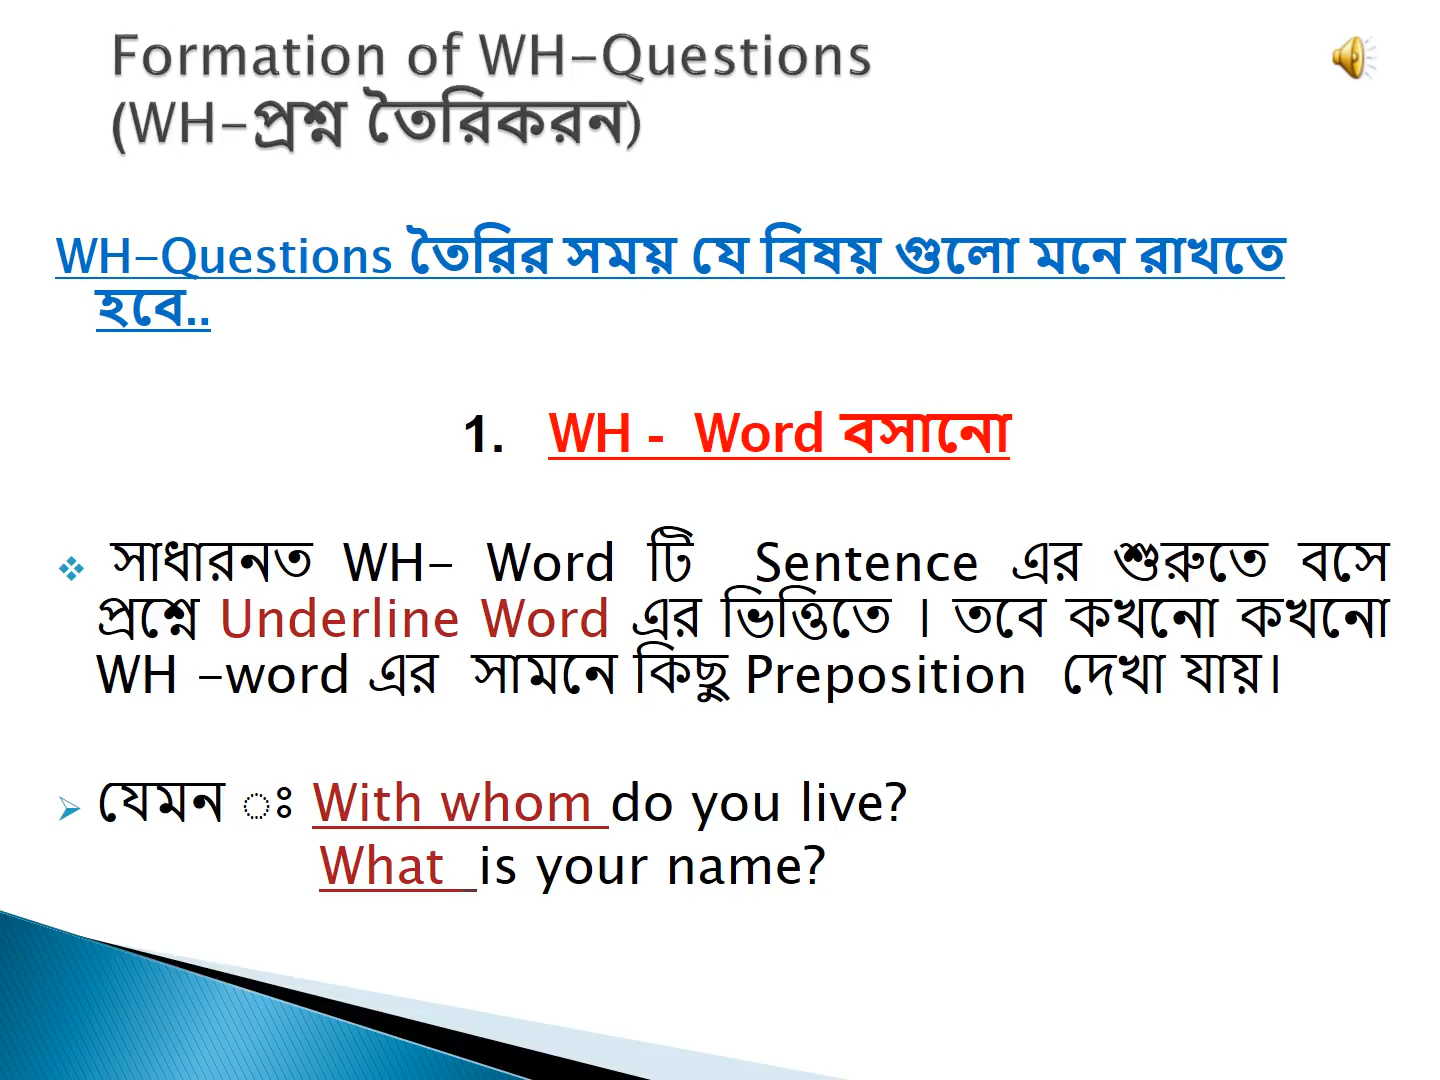 Formation of WH-Questions
(WH-প্রশ্ন তৈরিকরন)
WH-Questions তৈরির সময় যে বিষয় গুলো মনে রাখতে
হবে..
1. WH - Word বসানো
সাধারনত WH- Word টি Sentence এর শুরুতে বসে
প্রশ্নে Underline Word এর ভিত্তিতে । তবে কখনো কখনো
WH -word এর সামনে কিছু Preposition দেখা যায়।
যেমন ঃ With whom do you live?
What is your name?